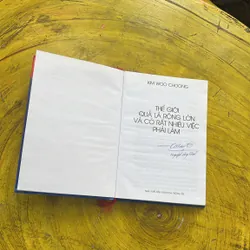 KIM WOO CHOONG
THẾ GIỚI
QUẢ LÀ RỘNG LỚN
VÀ CÓ RẤT NHIỀU VIỆC
PHẢI LÀM